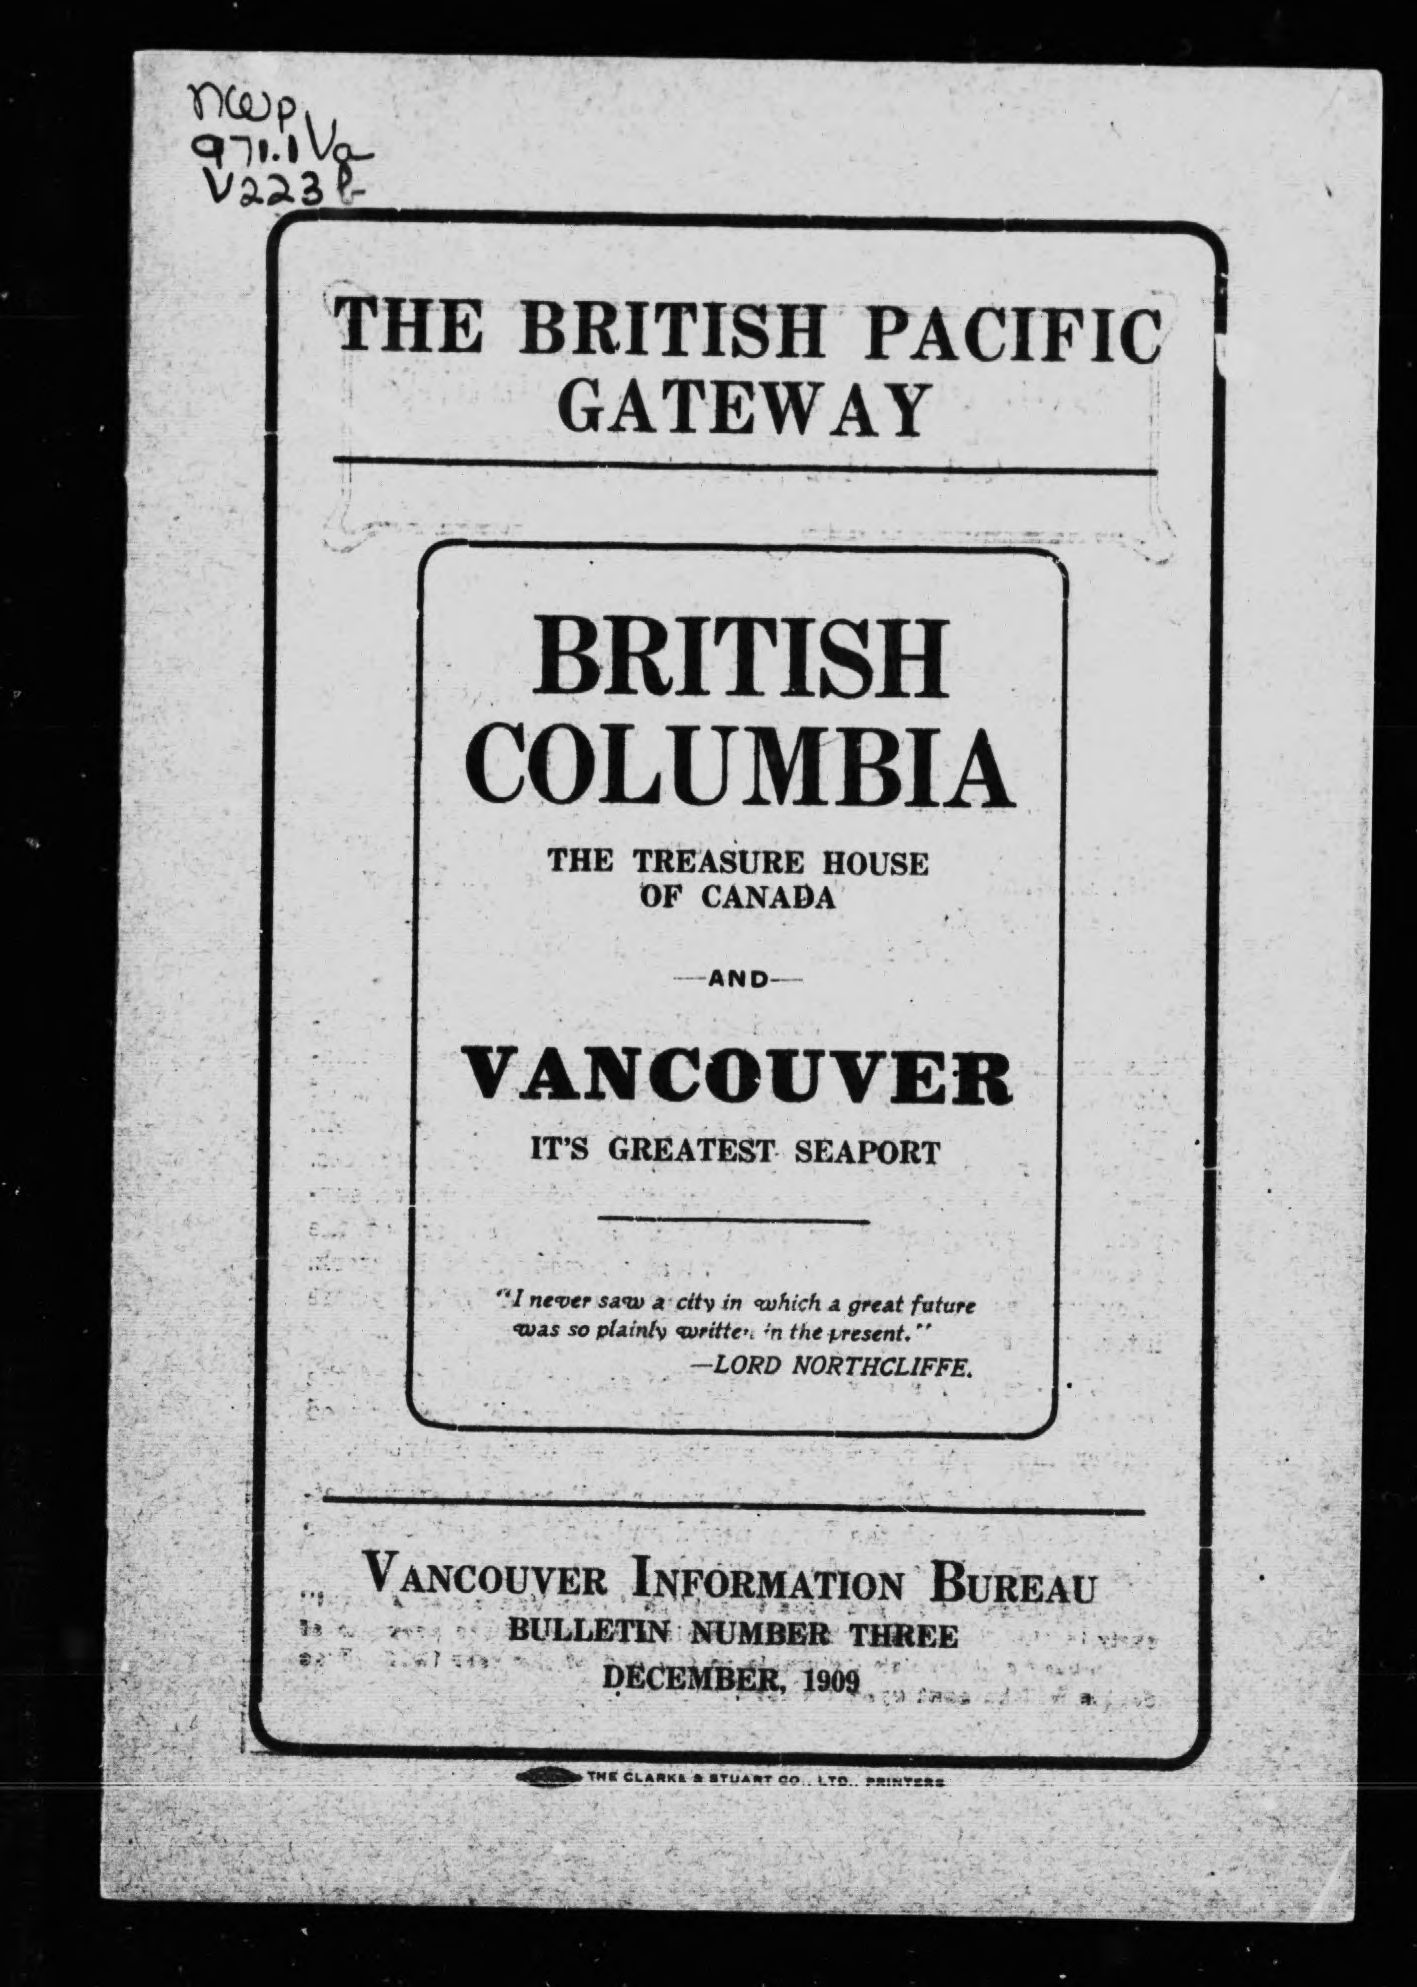 NWp
971.1Va
V223b
THE BRITISH PACIFIC
GATEWAY
BRITISH
COLUMBIA
THE TREASURE HOUSE
OF CANADA
—AND—
VANCOUVER
IT'S GREATEST SEAPORT
"I never saw a city in which a great future
was so plainly written in the present."
—LORD NORTHCLIFFE.
VANCOUVER INFORMATION BUREAU
BULLETIN NUMBER THREE
DECEMBER, 1909
THE CLARKE & STUART CO., LTD., PRINTERS